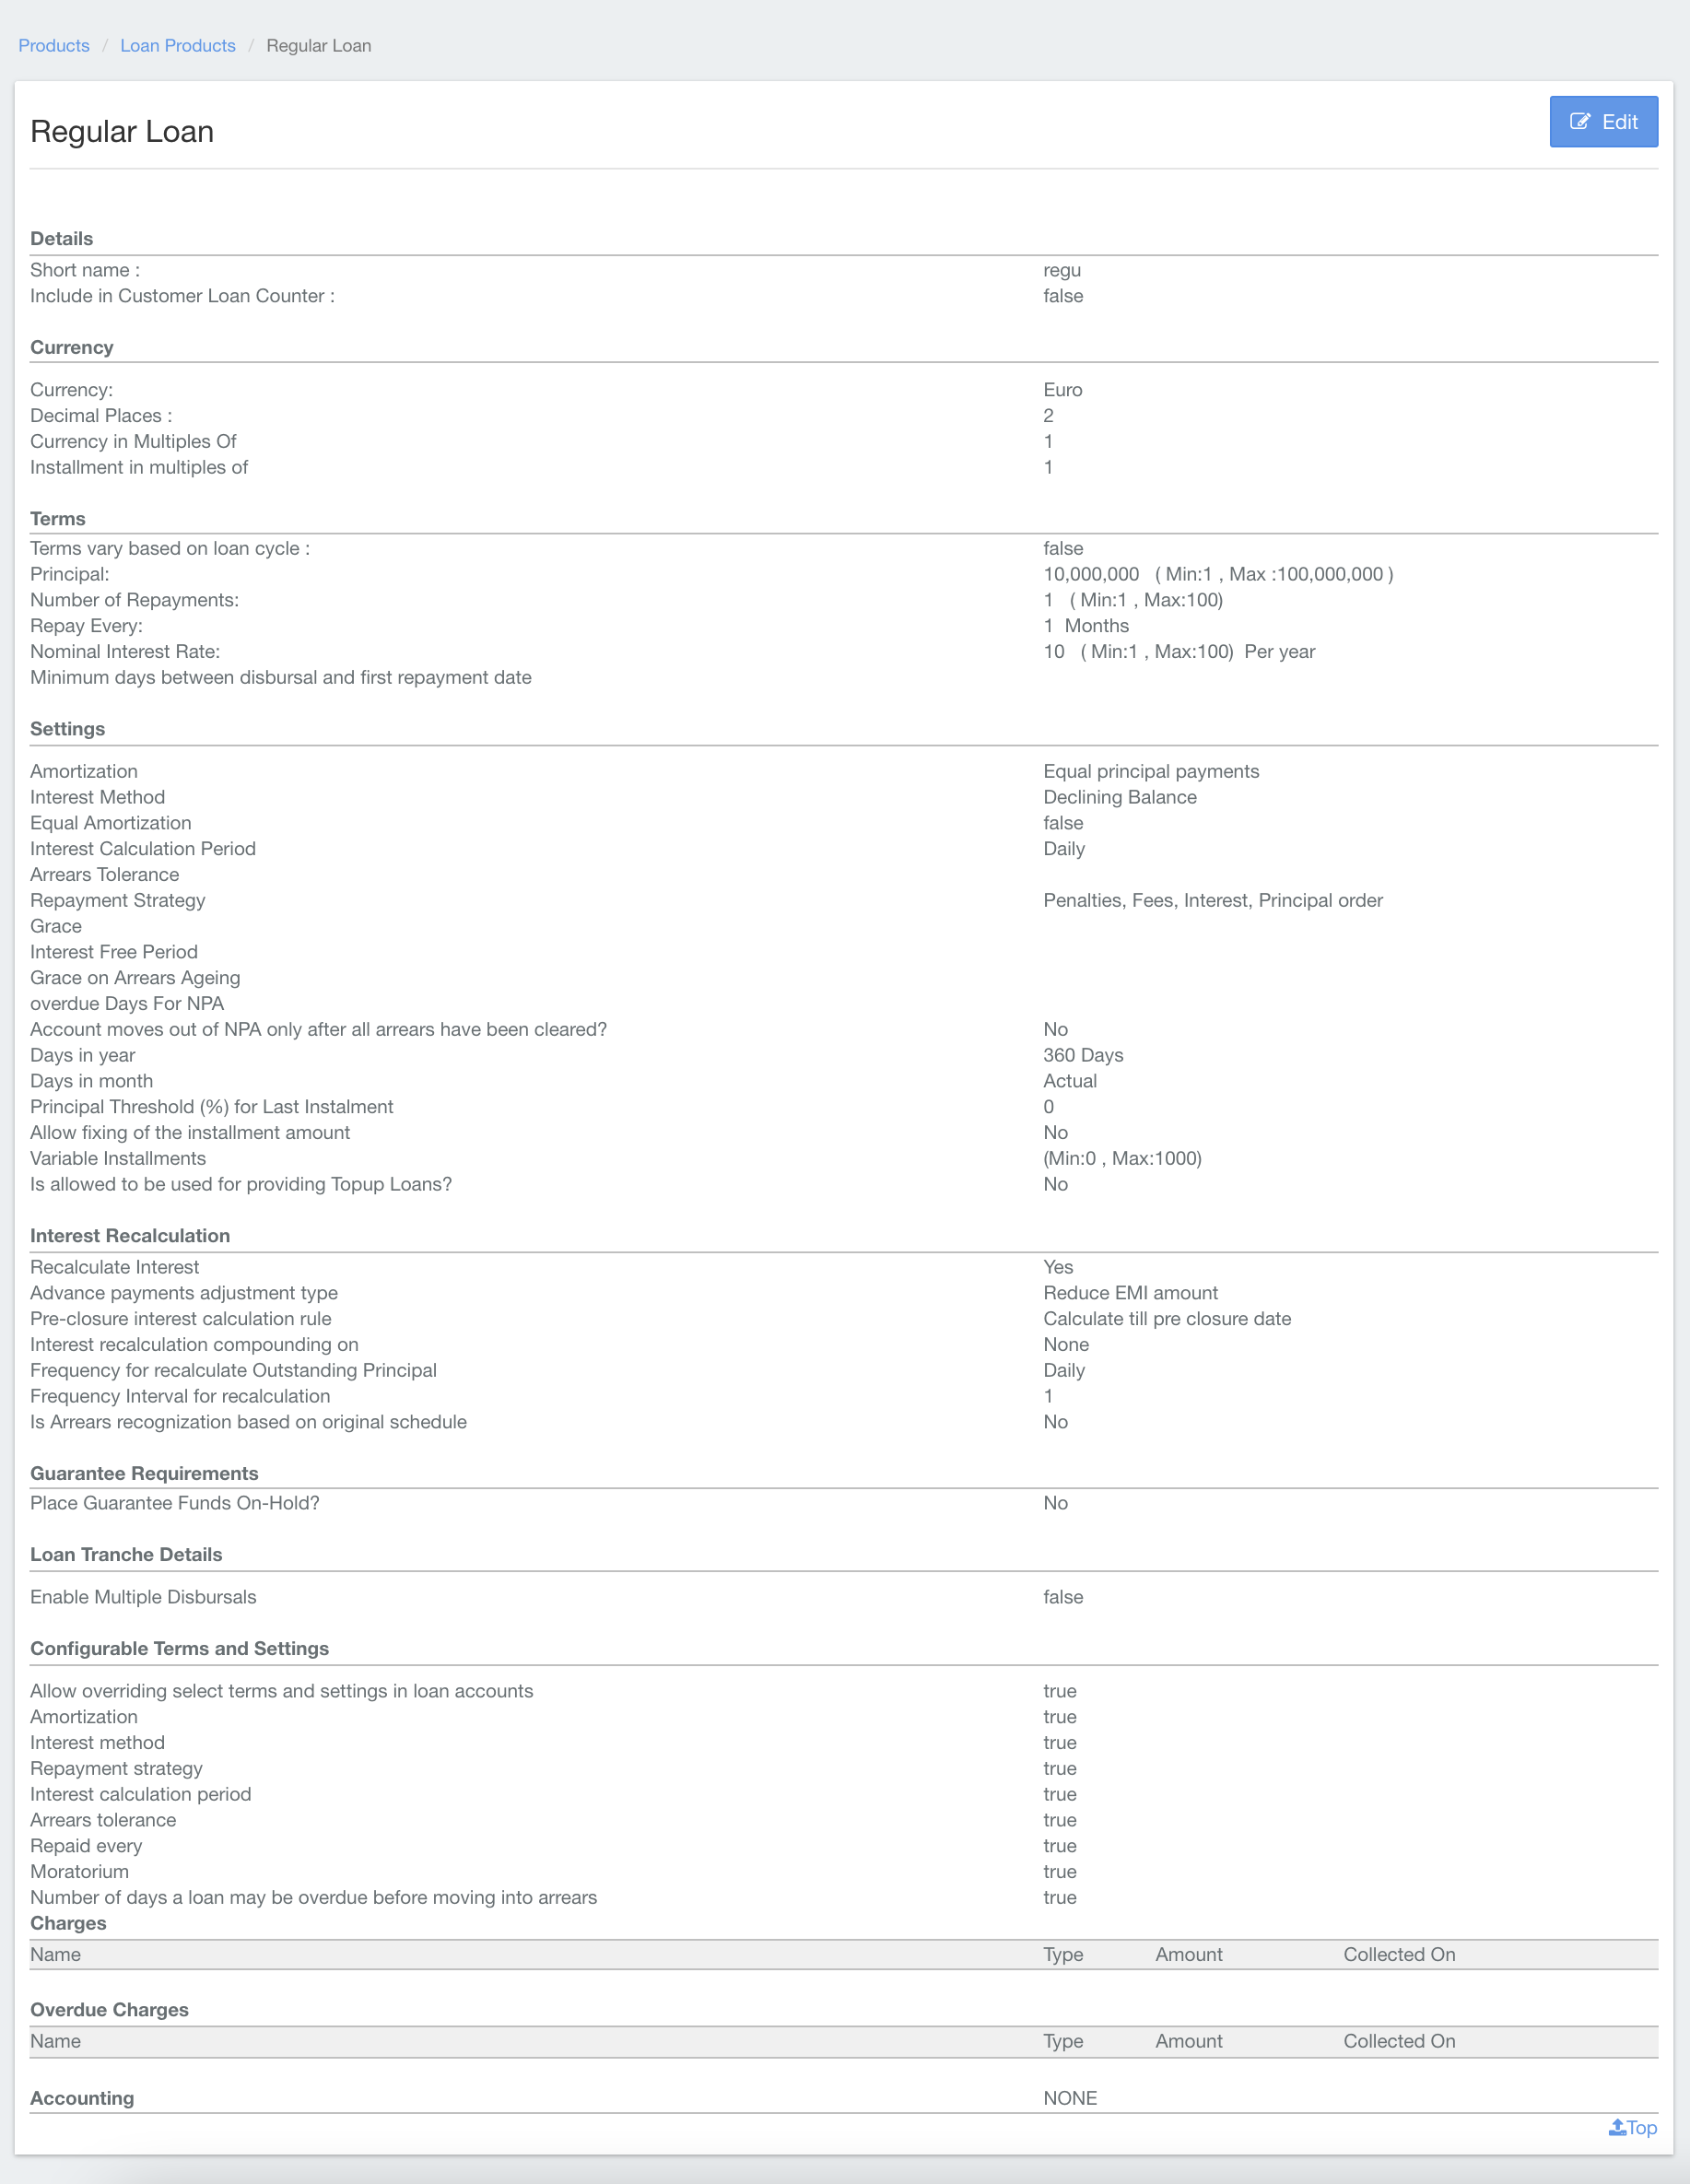 Products / Loan Products / Regular Loan
Regular Loan
Edit
Details
Short name : regu
Include in Customer Loan Counter : false
Currency
Currency: Euro
Decimal Places : 2
Currency in Multiples Of 1
Installment in multiples of 1
Terms
Terms vary based on loan cycle : false
Principal: 10,000,000 ( Min:1 , Max :100,000,000 )
Number of Repayments: 1 ( Min:1 , Max:100)
Repay Every: 1 Months
Nominal Interest Rate: 10 ( Min:1 , Max:100) Per year
Minimum days between disbursal and first repayment date
Settings
Amortization Equal principal payments
Interest Method Declining Balance
Equal Amortization false
Interest Calculation Period Daily
Arrears Tolerance
Repayment Strategy Penalties, Fees, Interest, Principal order
Grace
Interest Free Period
Grace on Arrears Ageing
overdue Days For NPA
Account moves out of NPA only after all arrears have been cleared? No
Days in year 360 Days
Days in month Actual
Principal Threshold (%) for Last Instalment 0
Allow fixing of the installment amount No
Variable Installments (Min:0 , Max:1000)
Is allowed to be used for providing Topup Loans? No
Interest Recalculation
Recalculate Interest Yes
Advance payments adjustment type Reduce EMI amount
Pre-closure interest calculation rule Calculate till pre closure date
Interest recalculation compounding on None
Frequency for recalculate Outstanding Principal Daily
Frequency Interval for recalculation 1
Is Arrears recognization based on original schedule No
Guarantee Requirements
Place Guarantee Funds On-Hold? No
Loan Tranche Details
Enable Multiple Disbursals false
Configurable Terms and Settings
Allow overriding select terms and settings in loan accounts true
Amortization true
Interest method true
Repayment strategy true
Interest calculation period true
Arrears tolerance true
Repaid every true
Moratorium true
Number of days a loan may be overdue before moving into arrears true
Charges
Name Type Amount Collected On
Overdue Charges
Name Type Amount Collected On
Accounting NONE
Top